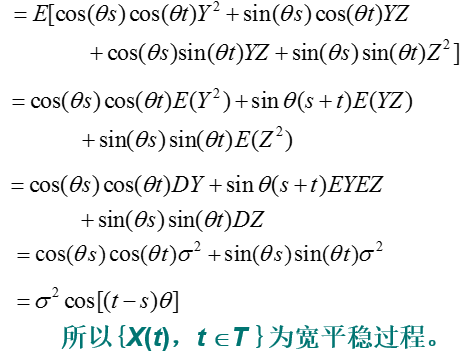 = E[cos(θs)cos(θt)Y² + sin(θs)cos(θt)YZ
+ cos(θs)sin(θt)YZ + sin(θs)sin(θt)Z²]
= cos(θs)cos(θt)E(Y²) + sin θ(s + t)E(YZ)
+ sin(θs)sin(θt)E(Z²)
= cos(θs)cos(θt)DY + sin θ(s + t)EYEZ
+ sin(θs)sin(θt)DZ
= cos(θs)cos(θt)σ² + sin(θs)sin(θt)σ²
= σ² cos[(t − s)θ]
所以{X(t), t ∈T }为宽平稳过程。